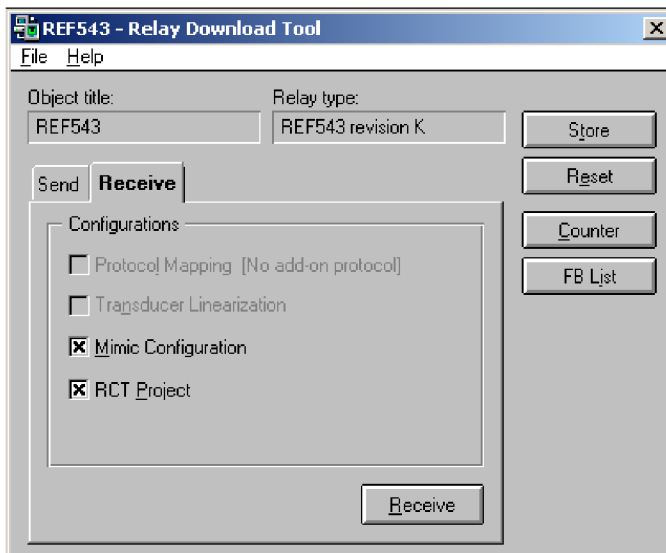 REF543 - Relay Download Tool
File Help
Object title:
Relay type:
REF543
REF543 revision K
Store
Reset
Counter
FB List
Send Receive
Configurations
Protocol Mapping [No add-on protocol]
Transducer Linearization
Mimic Configuration
RCT Project
Receive